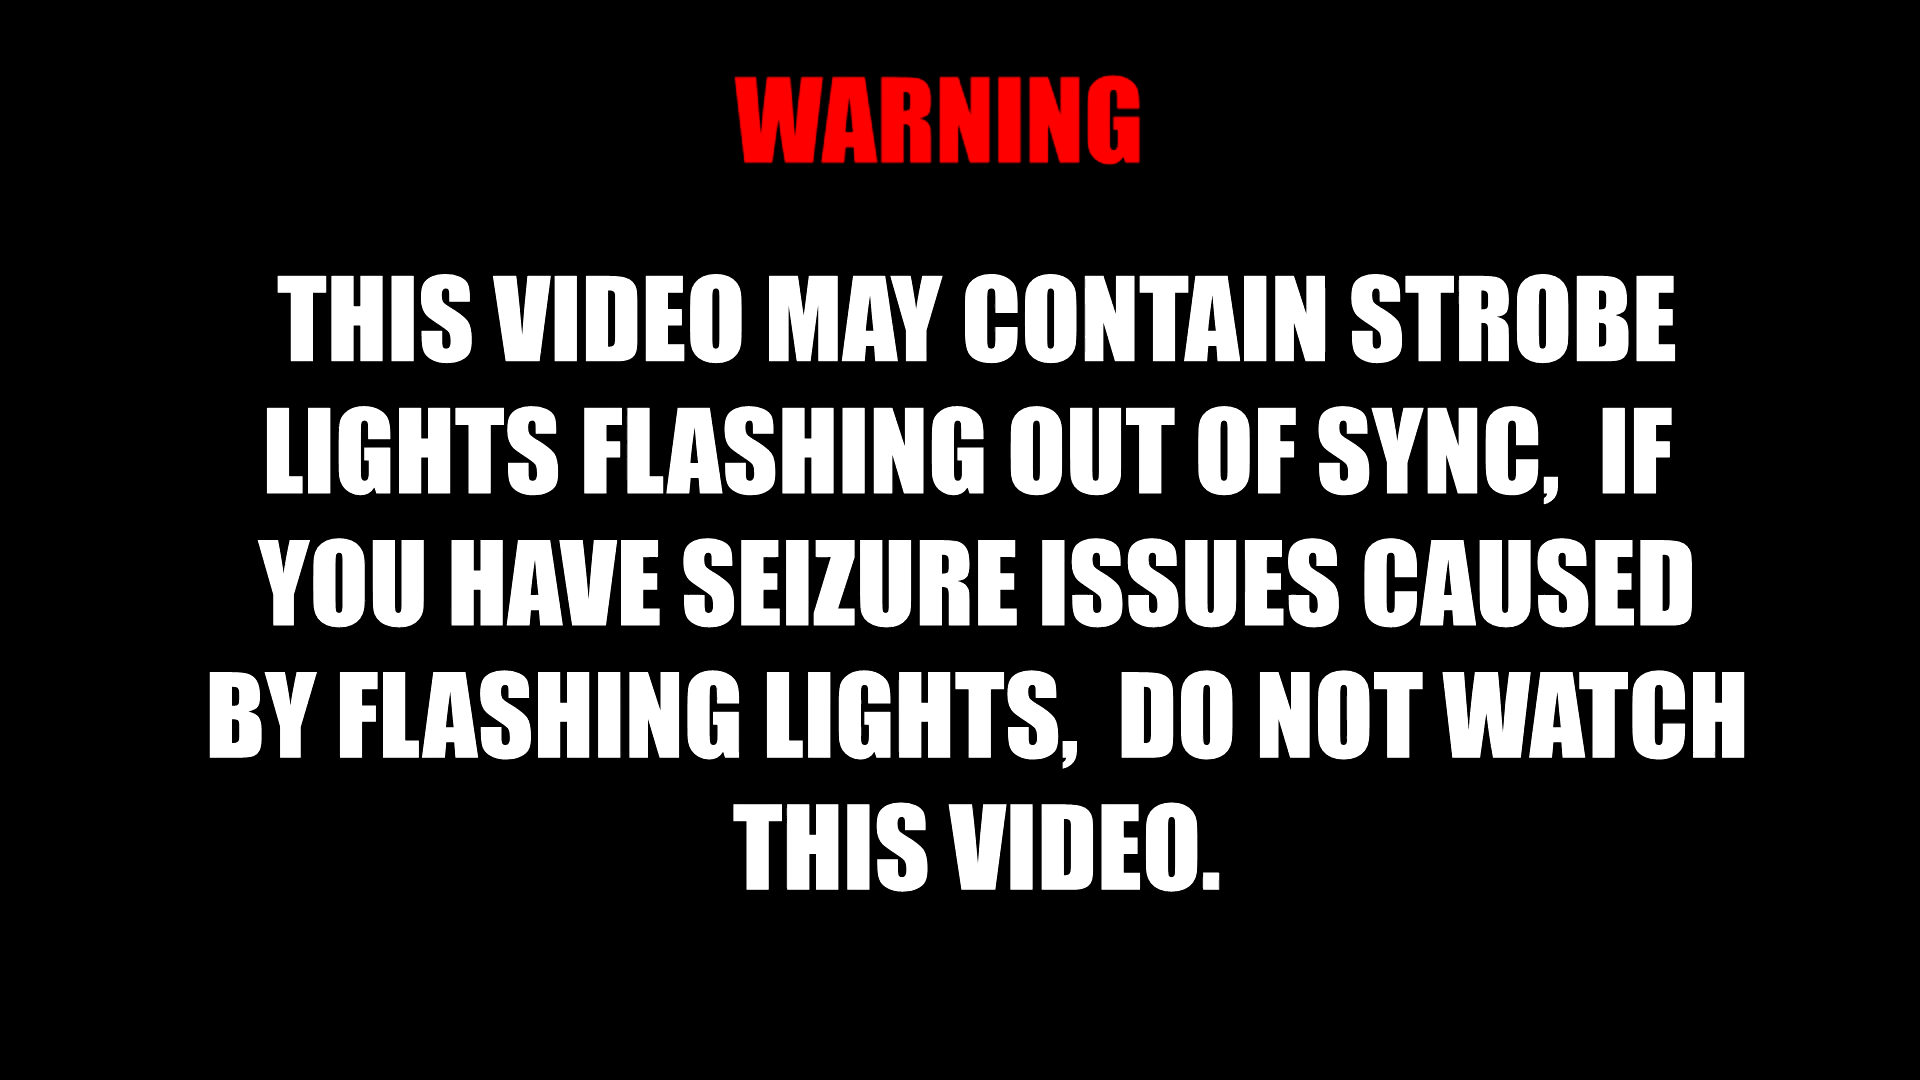 WARNING
THIS VIDEO MAY CONTAIN STROBE
LIGHTS FLASHING OUT OF SYNC,  IF
YOU HAVE SEIZURE ISSUES CAUSED
BY FLASHING LIGHTS,  DO NOT WATCH
THIS VIDEO.